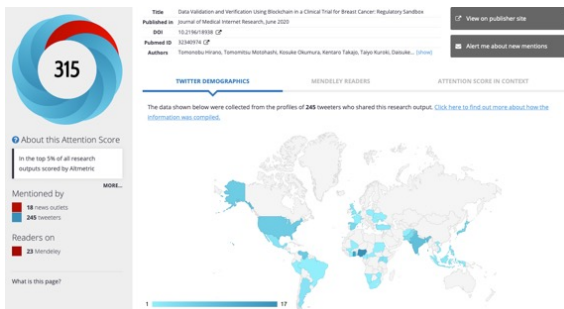 315
About this Attention Score
In the top 5% of all research
outputs scored by Altmetric
MORE...
Mentioned by
18 news outlets
245 tweeters
Readers on
23 Mendeley
What is this page?
Title Data Validation and Verification Using Blockchain in a Clinical Trial for Breast Cancer: Regulatory Sandbox
Published in Journal of Medical Internet Research, June 2020
DOI 10.2196/18938
Pubmed ID 32340974
Authors Tomonobu Hirano, Tomomitsu Motohashi, Kosuke Okumura, Kentaro Takajo, Taiyo Kuroki, Daisuke... [show]
View on publisher site
Alert me about new mentions
TWITTER DEMOGRAPHICS
MENDELEY READERS
ATTENTION SCORE IN CONTEXT
The data shown below were collected from the profiles of 245 tweeters who shared this research output. Click here to find out more about how the
information was compiled.
1 17